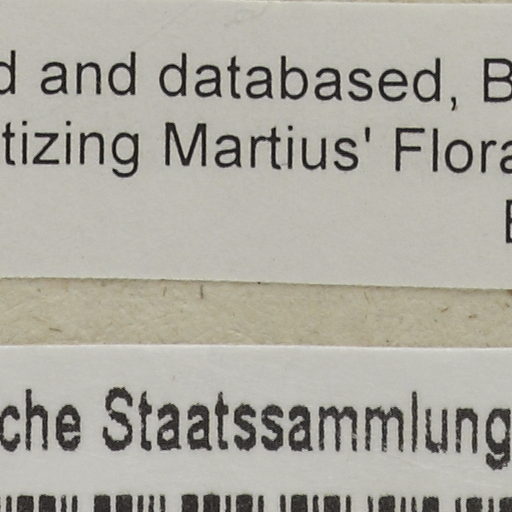 d and databased, B
tizing Martius' Flora
che Staatssammlung